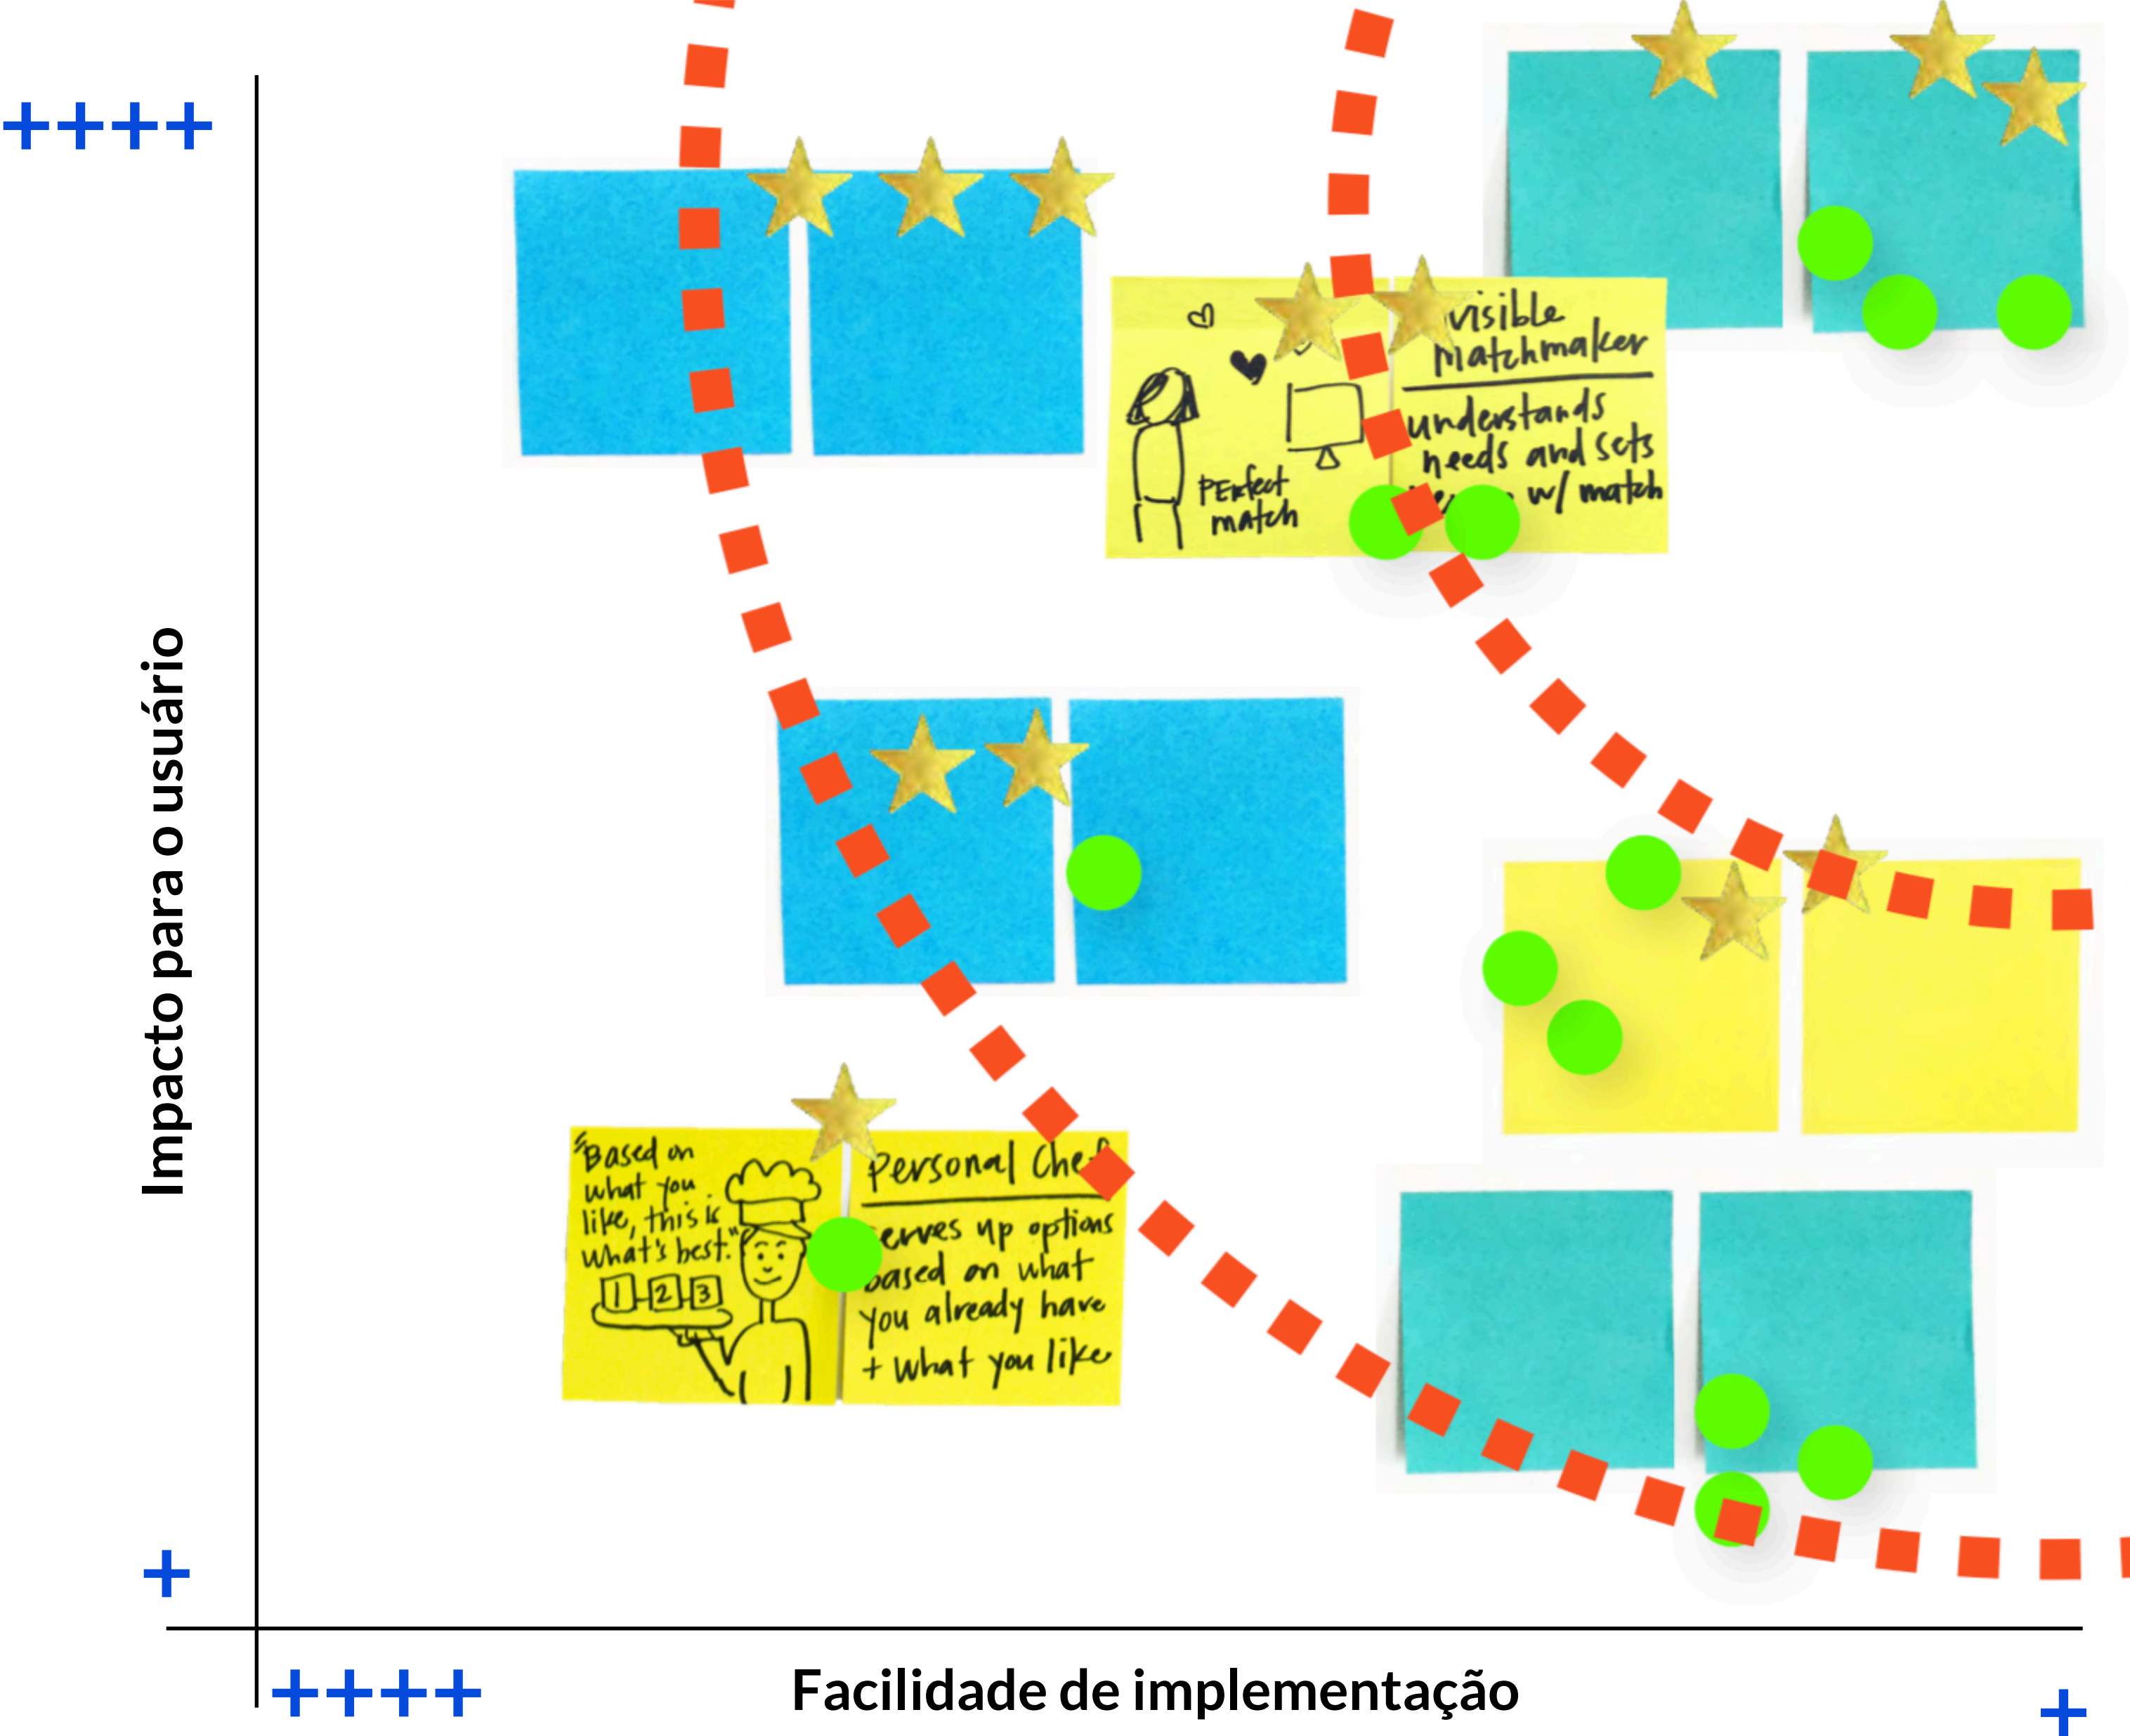 ++++
Impacto para o usuário
+
++++
Facilidade de implementação
+
PErfect
match
visible
matchmaker
understands
needs and sets
w/ match
"Based on
what you
like, this is
what's best."
1 2 3
Personal Chef
erves up options
based on what
you already have
+ what you like